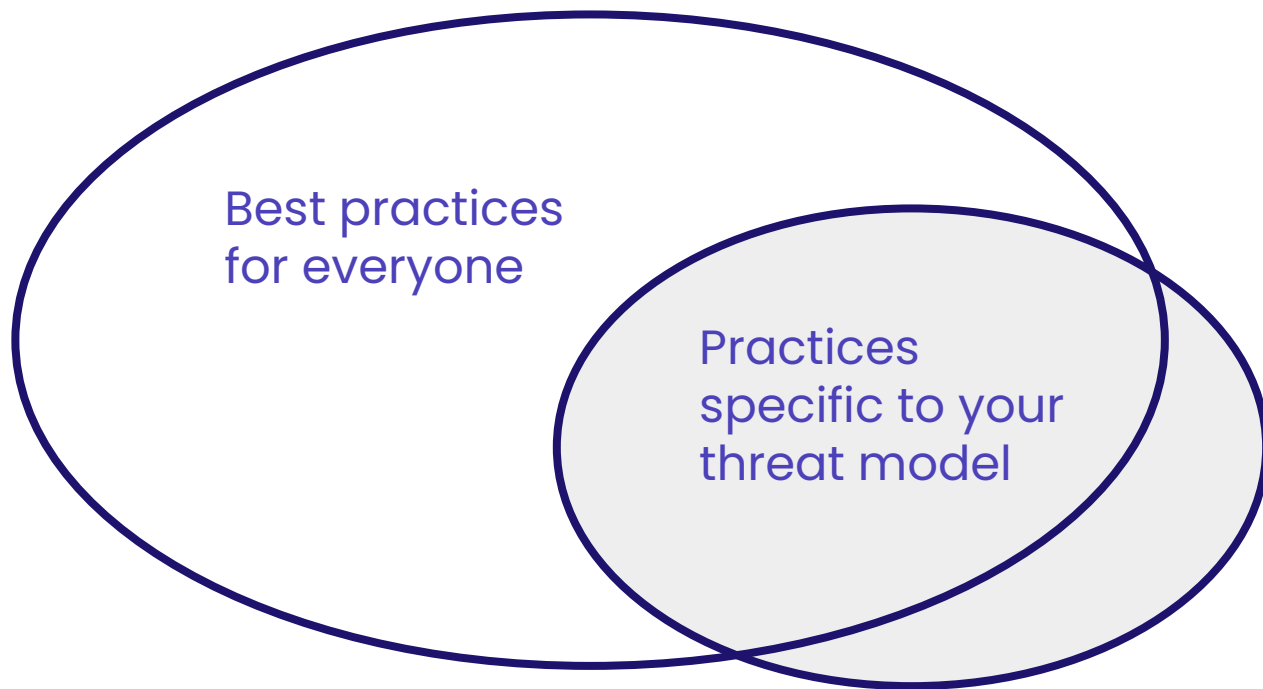 Best practices
for everyone
Practices
specific to your
threat model